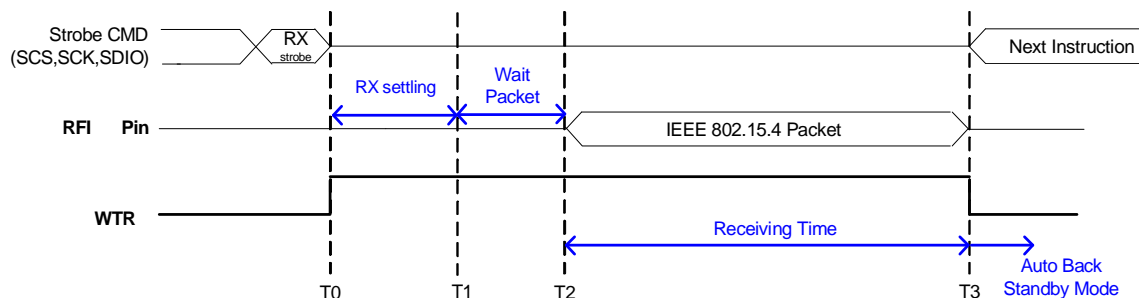 Strobe CMD
(SCS,SCK,SDIO)
RX
strobe
Next Instruction
RX settling
Wait
Packet
RFI Pin
IEEE 802.15.4 Packet
WTR
Receiving Time
Auto Back
Standby Mode
T0
T1
T2
T3